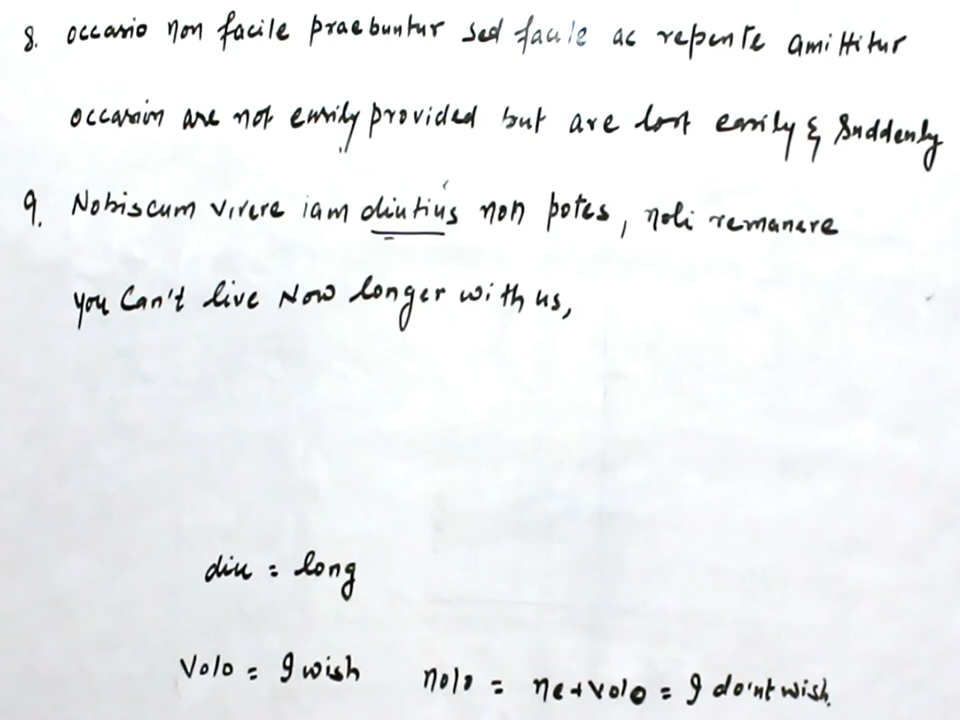 8. occasio non facile praebuntur sed facile ac repente amittitur
occasion are not easily provided but are lost easily & suddenly
9. Nobiscum vivere iam diutius non potes, noli remanere
you Can't live Now longer with us,
diu = long
Volo = I wish nolo = ne + volo = I do'nt wish.